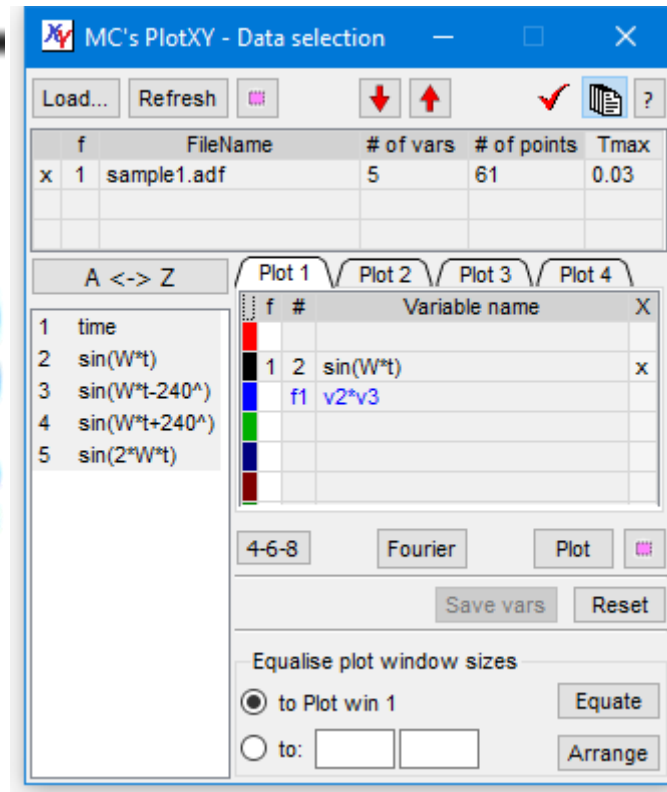 MC's PlotXY - Data selection
Load... Refresh ?
f FileName # of vars # of points Tmax
x 1 sample1.adf 5 61 0.03
A <-> Z
1 time
2 sin(W*t)
3 sin(W*t-240^)
4 sin(W*t+240^)
5 sin(2*W*t)
Plot 1 Plot 2 Plot 3 Plot 4
f # Variable name X
1 2 sin(W*t) x
f1 v2*v3
4-6-8 Fourier Plot
Save vars Reset
Equalise plot window sizes
to Plot win 1 Equate
to: Arrange